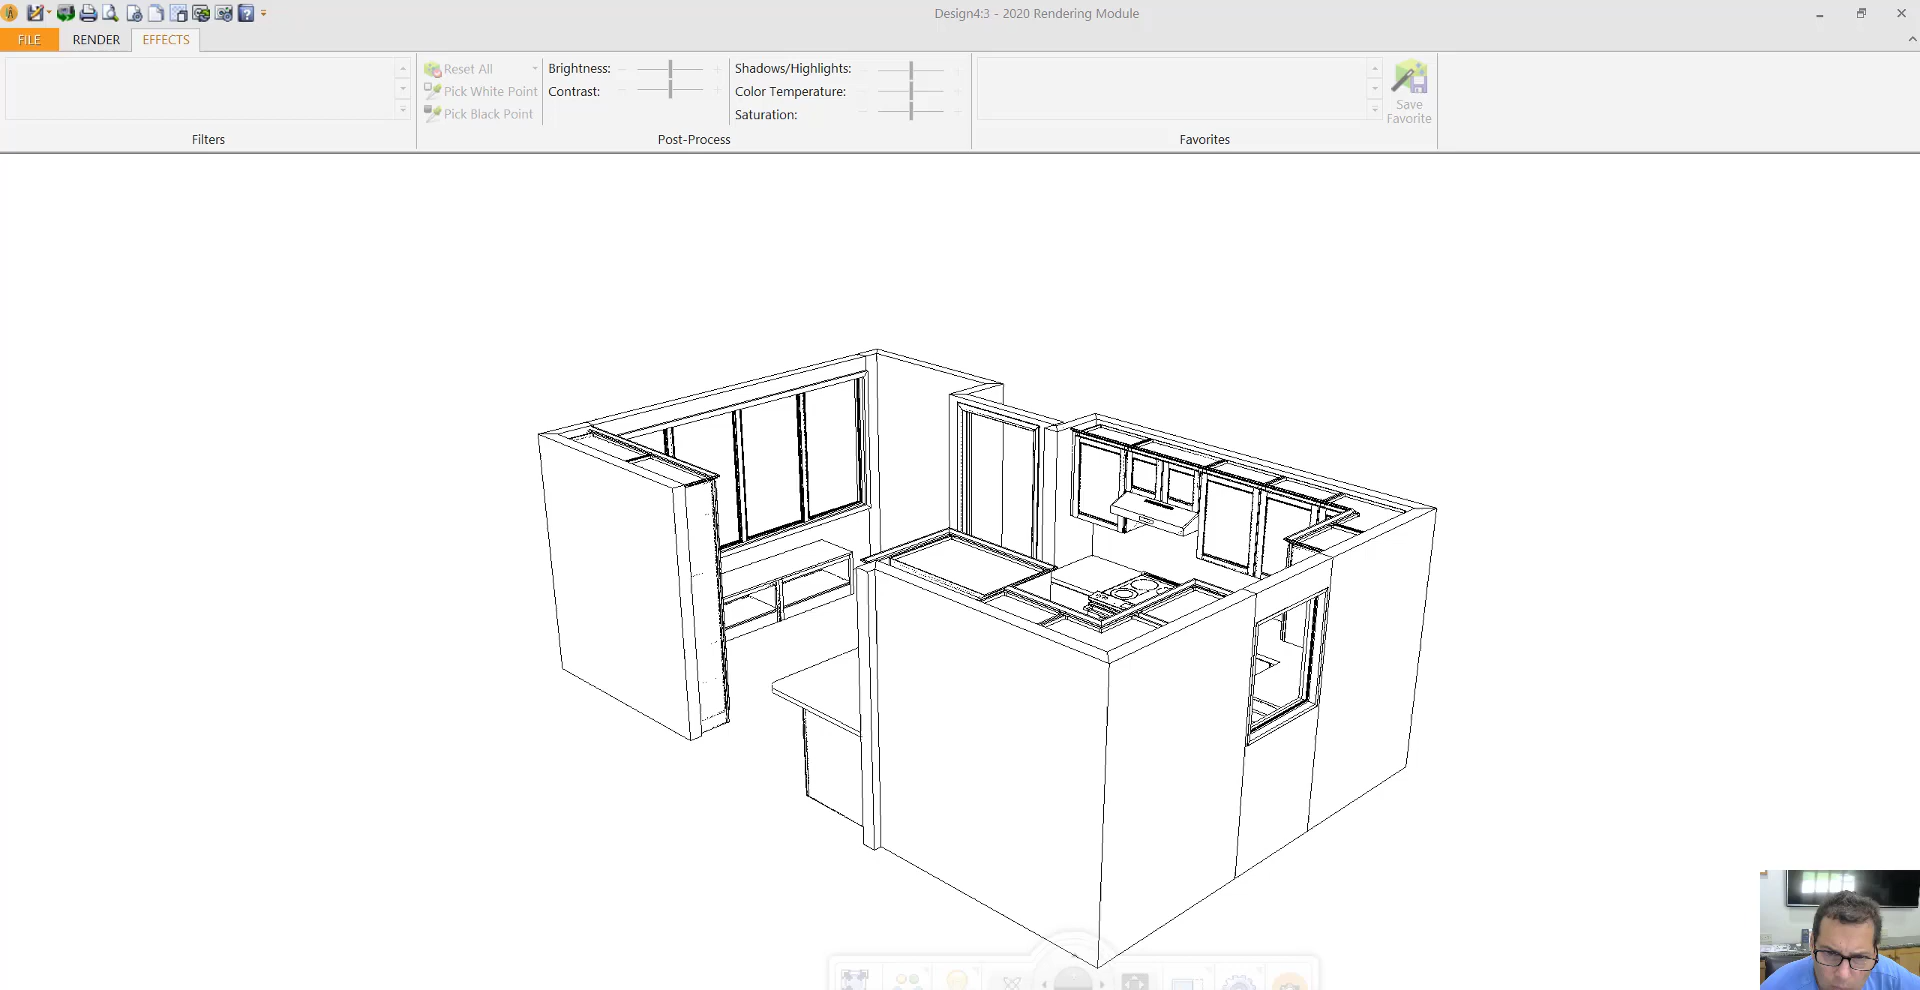 Design4:3 - 2020 Rendering Module
FILE
RENDER
EFFECTS
Reset All
Pick White Point
Pick Black Point
Brightness:
Contrast:
Shadows/Highlights:
Color Temperature:
Saturation:
Save
Favorite
Filters
Post-Process
Favorites